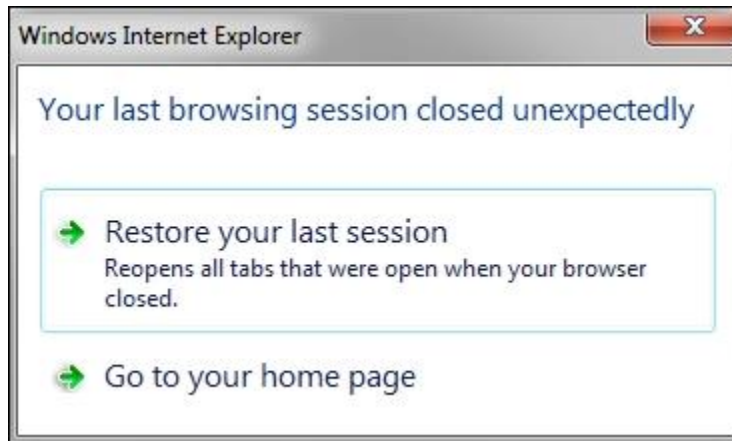 Windows Internet Explorer
Your last browsing session closed unexpectedly
Restore your last session
Reopens all tabs that were open when your browser
closed.
Go to your home page